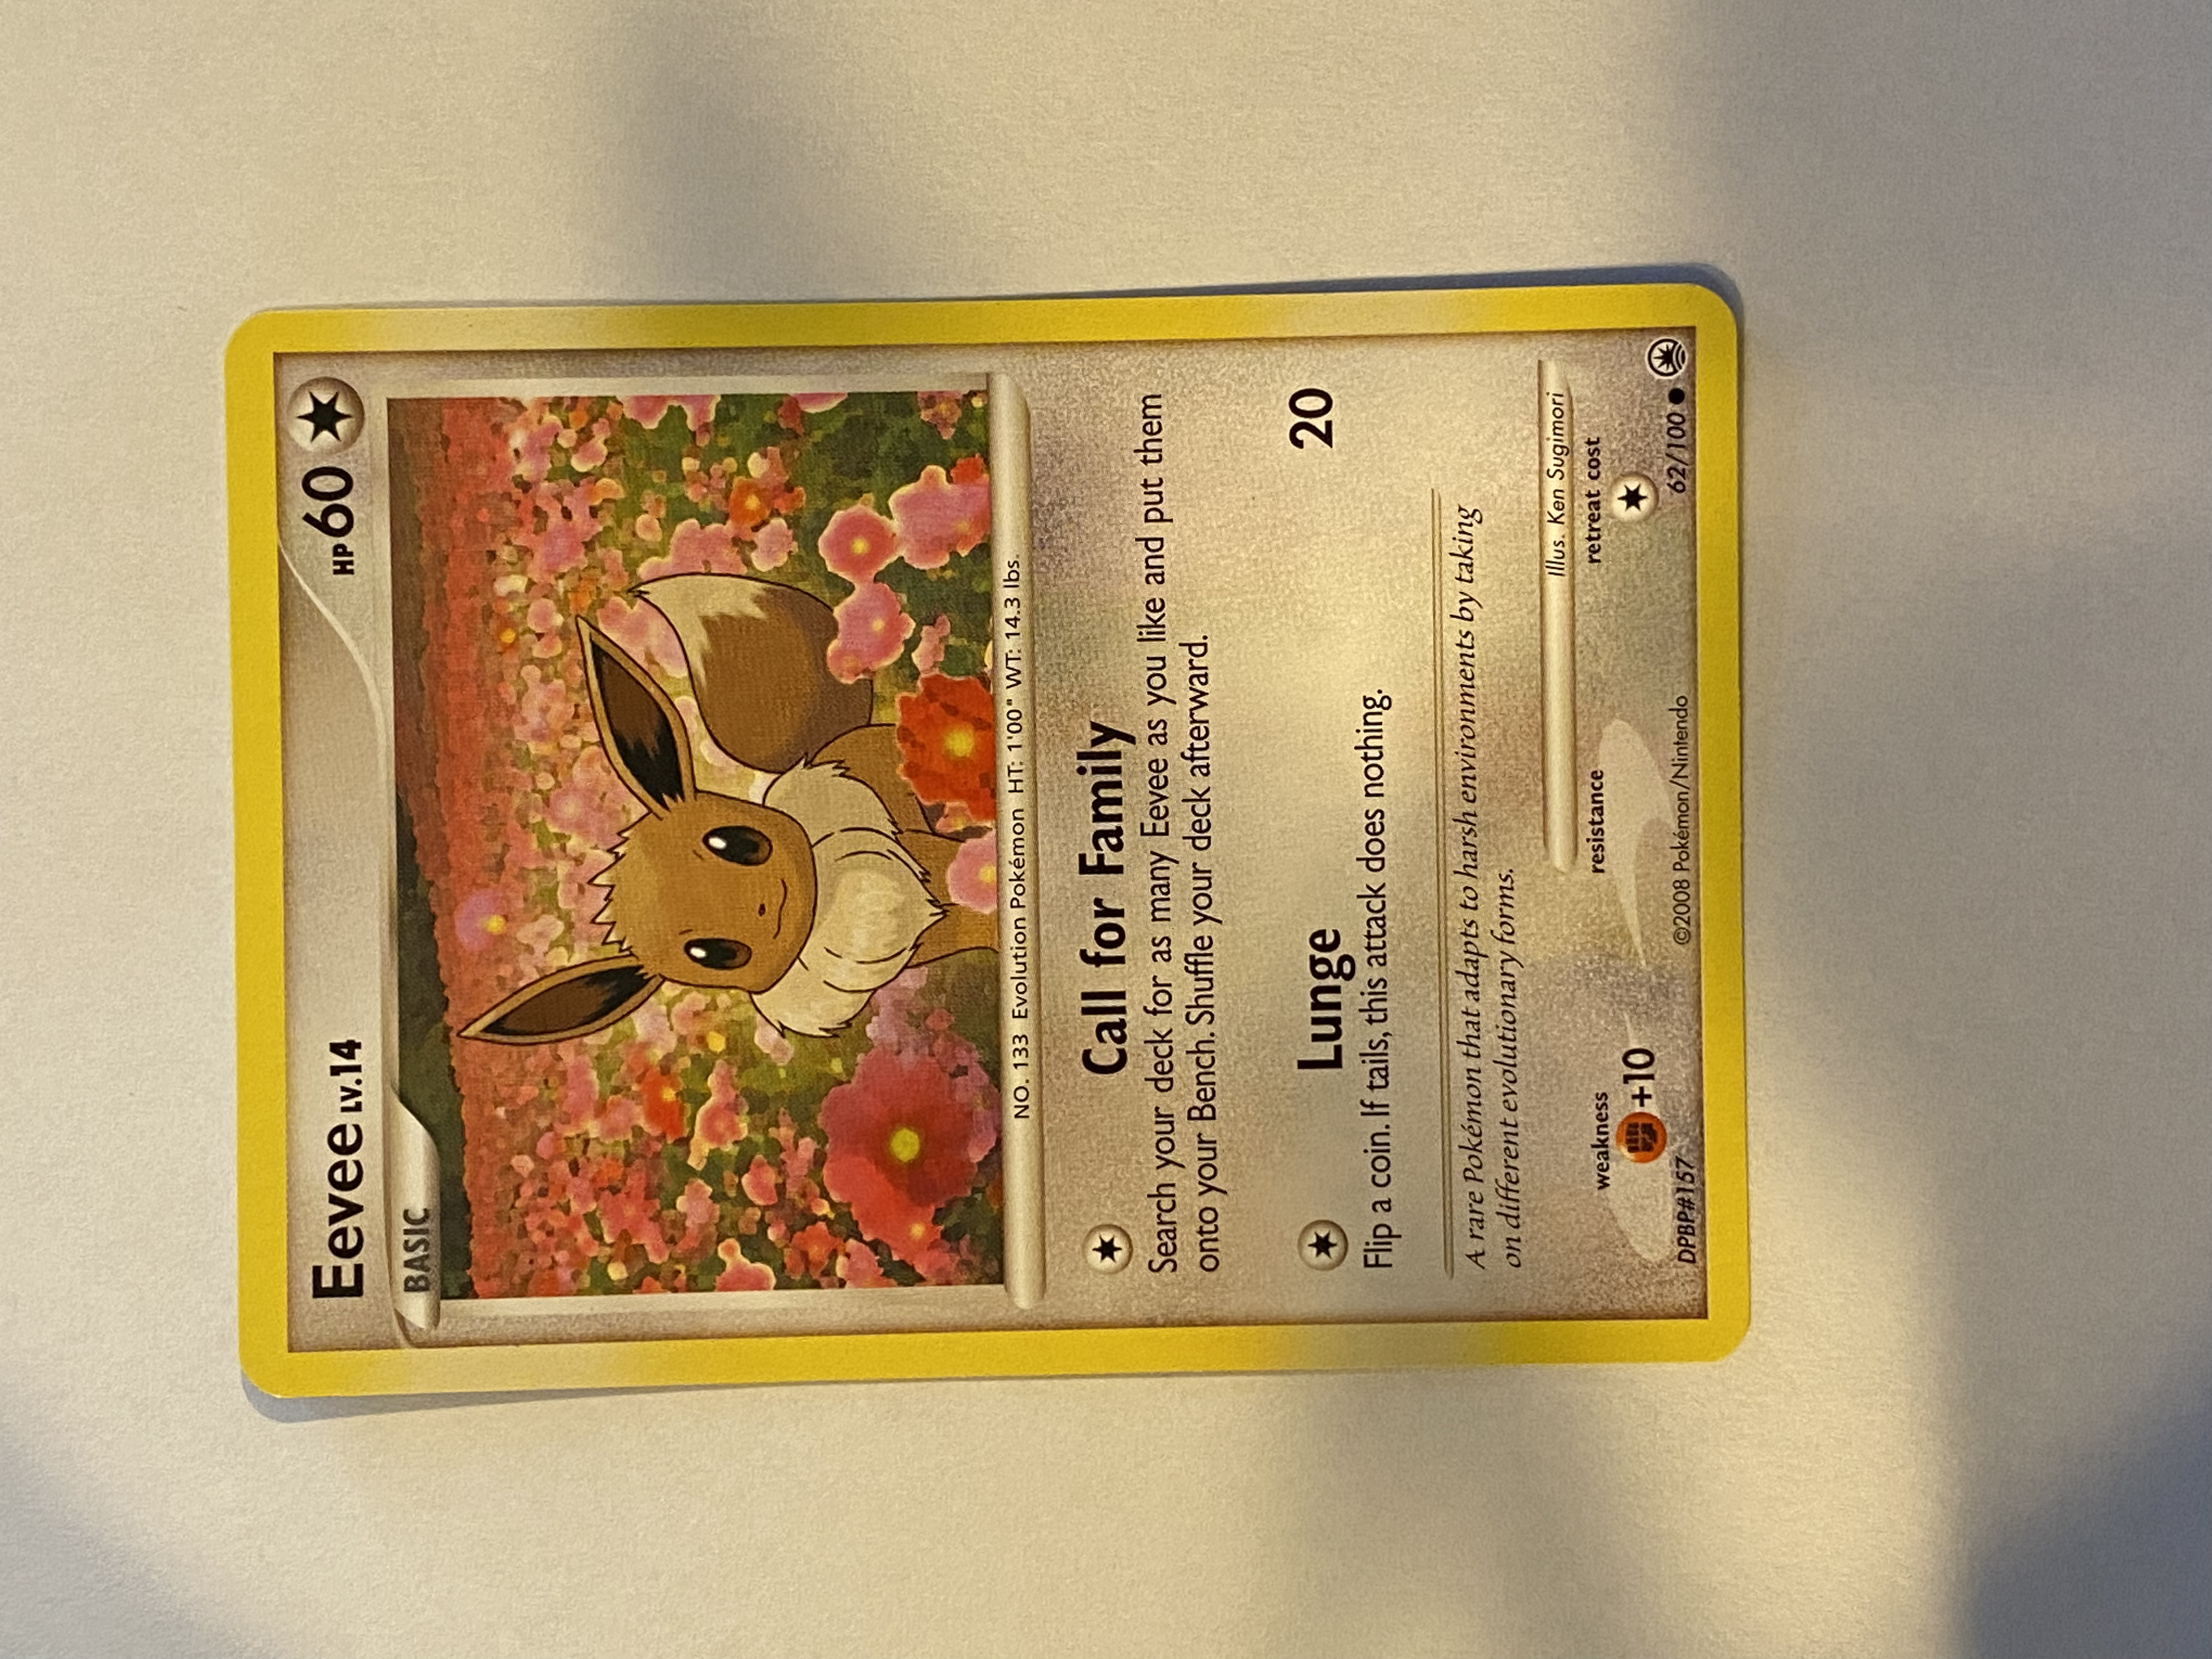 Eevee LV.14 HP 60
BASIC
NO. 133 Evolution Pokémon HT: 1'00" WT: 14.3 lbs.
Call for Family
Search your deck for as many Eevee as you like and put them
onto your Bench. Shuffle your deck afterward.
Lunge 20
Flip a coin. If tails, this attack does nothing.
A rare Pokémon that adapts to harsh environments by taking
on different evolutionary forms.
Illus. Ken Sugimori
weakness resistance retreat cost
+10
DPBP#157 ©2008 Pokémon/Nintendo 62/100